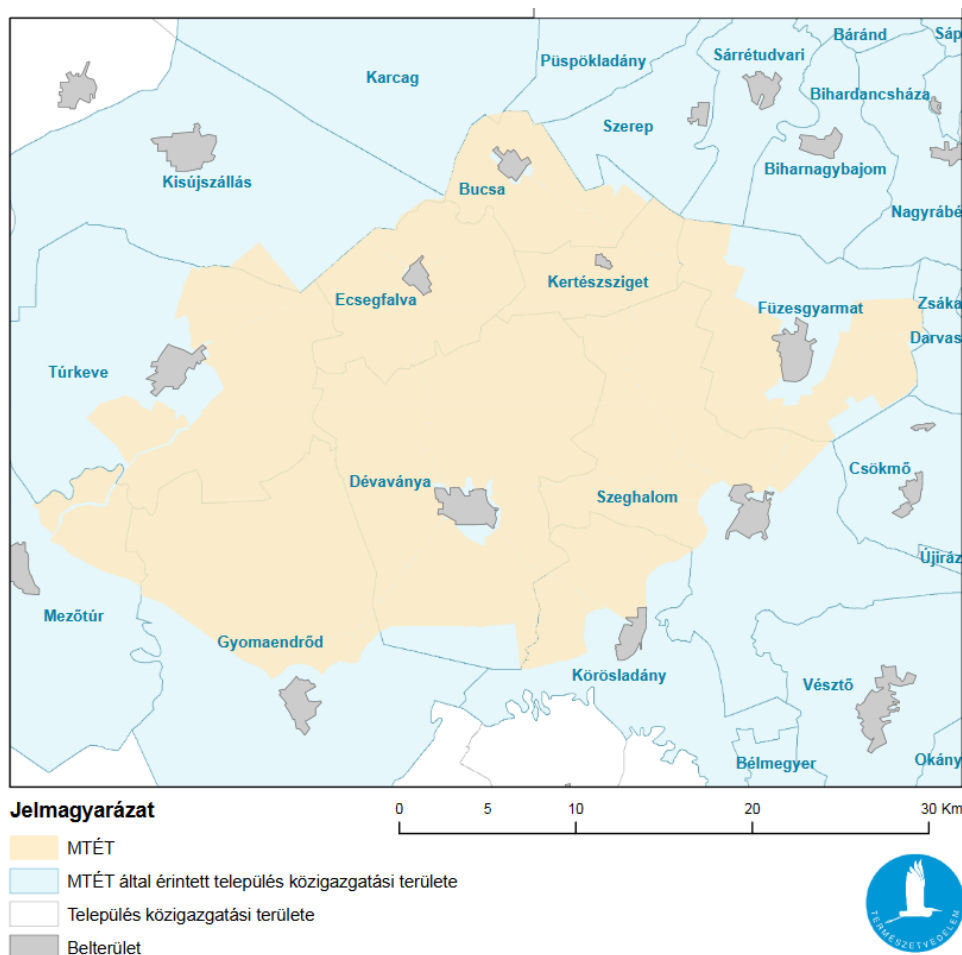 Báránd
Sáp
Karcag
Püspökladány
Sárrétudvari
Bihardancsháza
Szerep
Kisújszállás
Bucsa
Biharnagybajom
Nagyrábé
Ecsegfalva
Kertészsziget
Füzesgyarmat
Zsáka
Darvas
Túrkeve
Dévaványa
Szeghalom
Csökmő
Újiráz
Mezőtúr
Gyomaendrőd
Körösladány
Vésztő
Bélmegyer
Okány
Jelmagyarázat
0 5 10 20 30 Km
MTÉT
MTÉT által érintett település közigazgatási területe
Település közigazgatási területe
Belterület
TERMÉSZETVÉDELEM